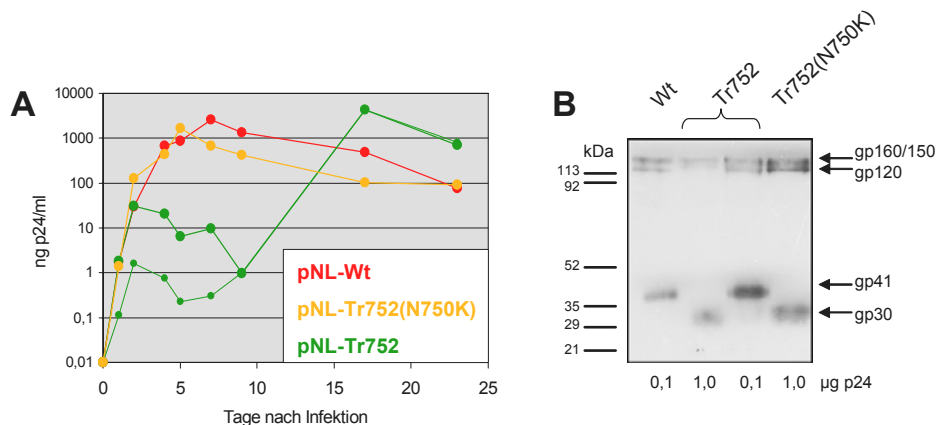 A
ng p24/ml
10000
1000
100
10
1
0,1
0,01
0
5
10
15
20
25
Tage nach Infektion
pNL-Wt
pNL-Tr752(N750K)
pNL-Tr752
B
Wt
Tr752
Tr752(N750K)
kDa
113
92
52
35
29
21
gp160/150
gp120
gp41
gp30
0,1
1,0
0,1
1,0
µg p24